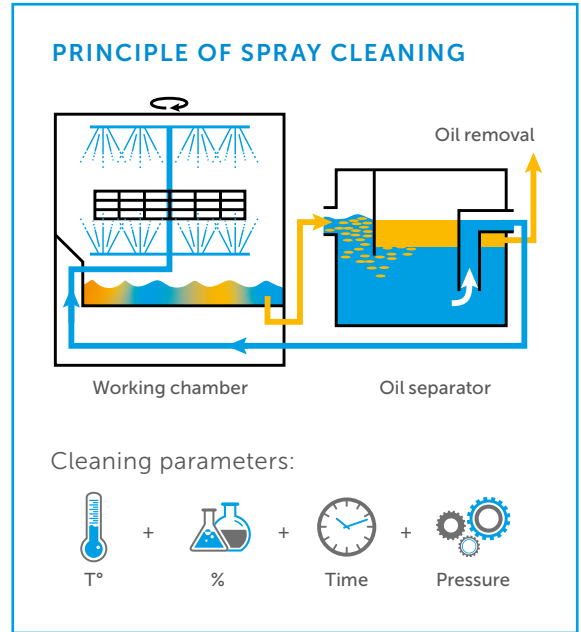 PRINCIPLE OF SPRAY CLEANING
Oil removal
Working chamber
Oil separator
Cleaning parameters:
+ + +
T° % Time Pressure